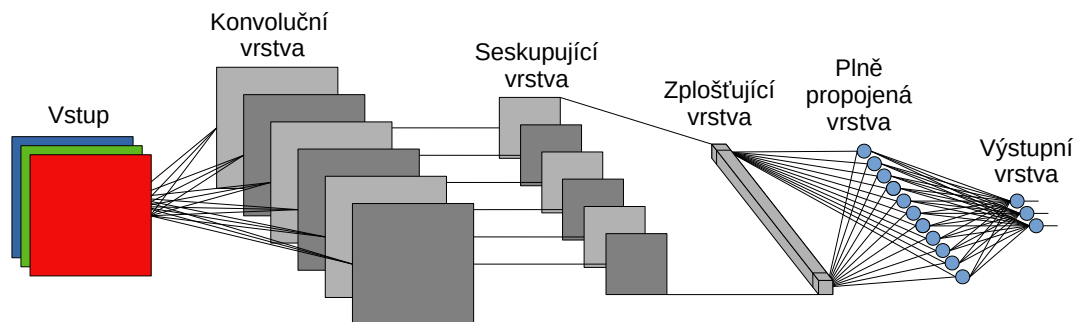 Vstup
Konvoluční
vrstva
Seskupující
vrstva
Zplošťující
vrstva
Plně
propojená
vrstva
Výstupní
vrstva